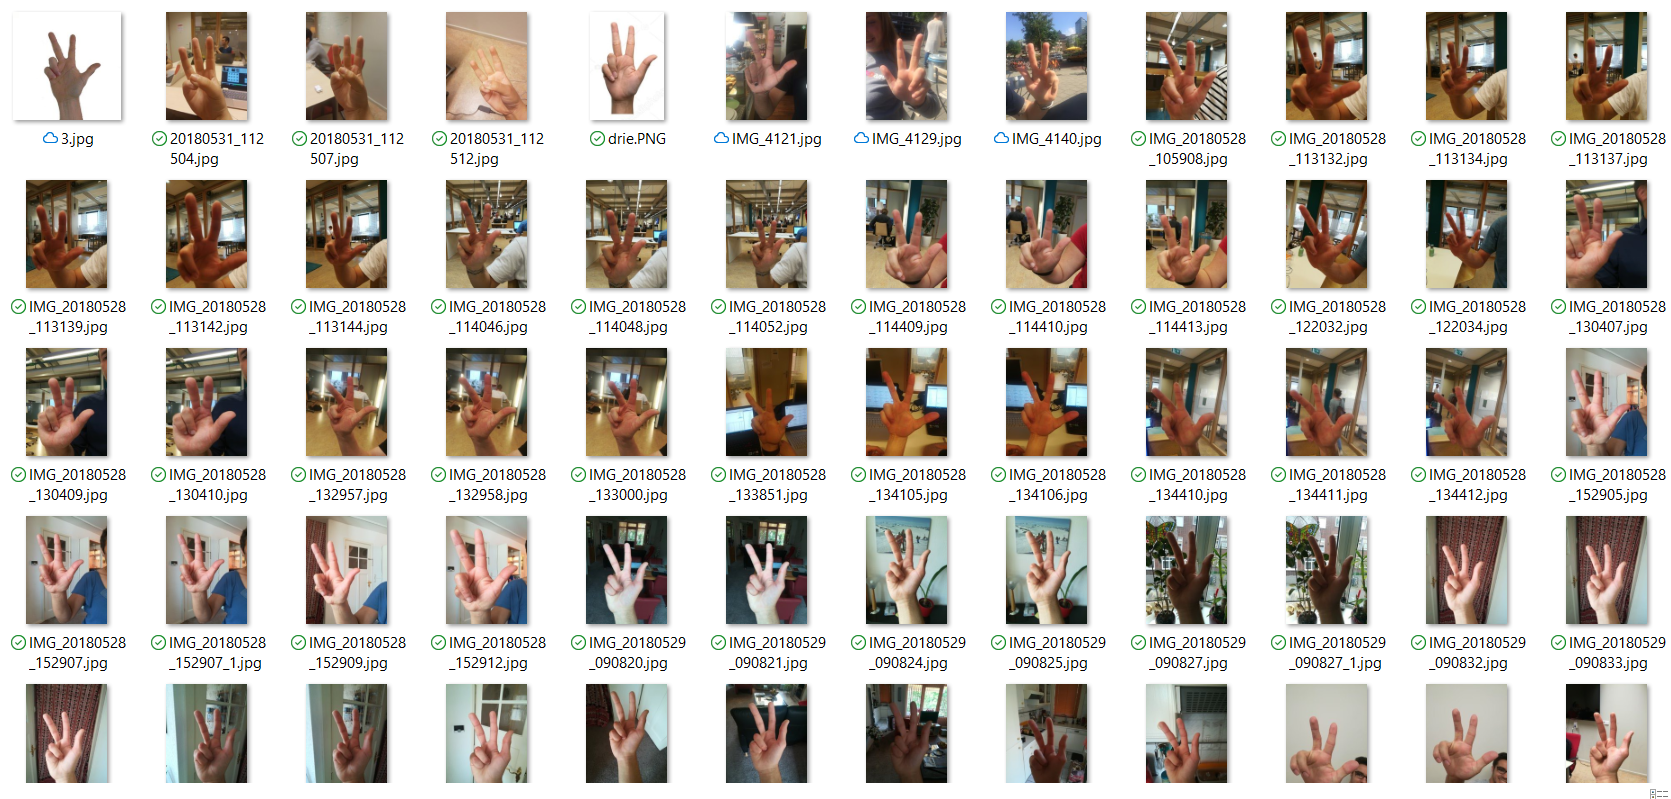 3.jpg
20180531_112
504.jpg
20180531_112
507.jpg
20180531_112
512.jpg
drie.PNG
IMG_4121.jpg
IMG_4129.jpg
IMG_4140.jpg
IMG_20180528
_105908.jpg
IMG_20180528
_113132.jpg
IMG_20180528
_113134.jpg
IMG_20180528
_113137.jpg
IMG_20180528
_113139.jpg
IMG_20180528
_113142.jpg
IMG_20180528
_113144.jpg
IMG_20180528
_114046.jpg
IMG_20180528
_114048.jpg
IMG_20180528
_114052.jpg
IMG_20180528
_114409.jpg
IMG_20180528
_114410.jpg
IMG_20180528
_114413.jpg
IMG_20180528
_122032.jpg
IMG_20180528
_122034.jpg
IMG_20180528
_130407.jpg
IMG_20180528
_130409.jpg
IMG_20180528
_130410.jpg
IMG_20180528
_132957.jpg
IMG_20180528
_132958.jpg
IMG_20180528
_133000.jpg
IMG_20180528
_133851.jpg
IMG_20180528
_134105.jpg
IMG_20180528
_134106.jpg
IMG_20180528
_134410.jpg
IMG_20180528
_134411.jpg
IMG_20180528
_134412.jpg
IMG_20180528
_152905.jpg
IMG_20180528
_152907.jpg
IMG_20180528
_152907_1.jpg
IMG_20180528
_152909.jpg
IMG_20180528
_152912.jpg
IMG_20180529
_090820.jpg
IMG_20180529
_090821.jpg
IMG_20180529
_090824.jpg
IMG_20180529
_090825.jpg
IMG_20180529
_090827.jpg
IMG_20180529
_090827_1.jpg
IMG_20180529
_090832.jpg
IMG_20180529
_090833.jpg